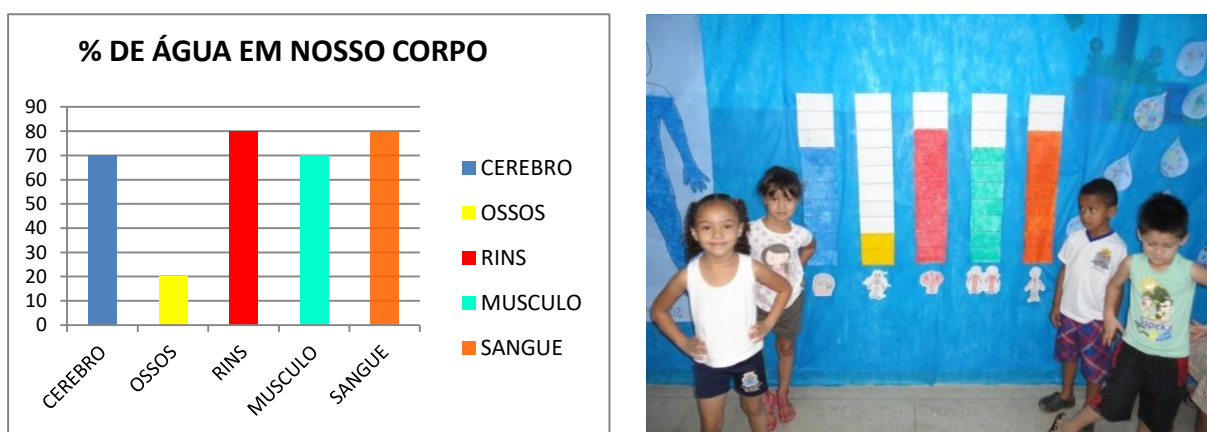 % DE ÁGUA EM NOSSO CORPO
90
80
70
60
50
40
30
20
10
0
CEREBRO
OSSOS
RINS
MUSCULO
SANGUE
CEREBRO
OSSOS
RINS
MUSCULO
SANGUE